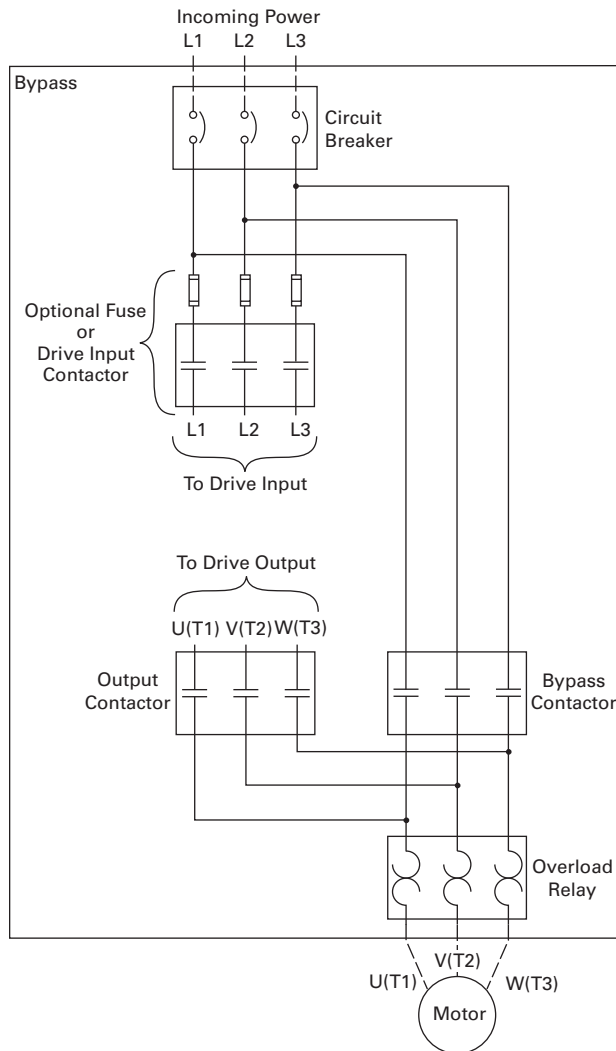 Incoming Power
L1 L2 L3
Bypass
Circuit
Breaker
Optional Fuse
or
Drive Input
Contactor
L1 L2 L3
To Drive Input
To Drive Output
U(T1) V(T2) W(T3)
Output
Contactor
Bypass
Contactor
Overload
Relay
V(T2)
U(T1) W(T3)
Motor